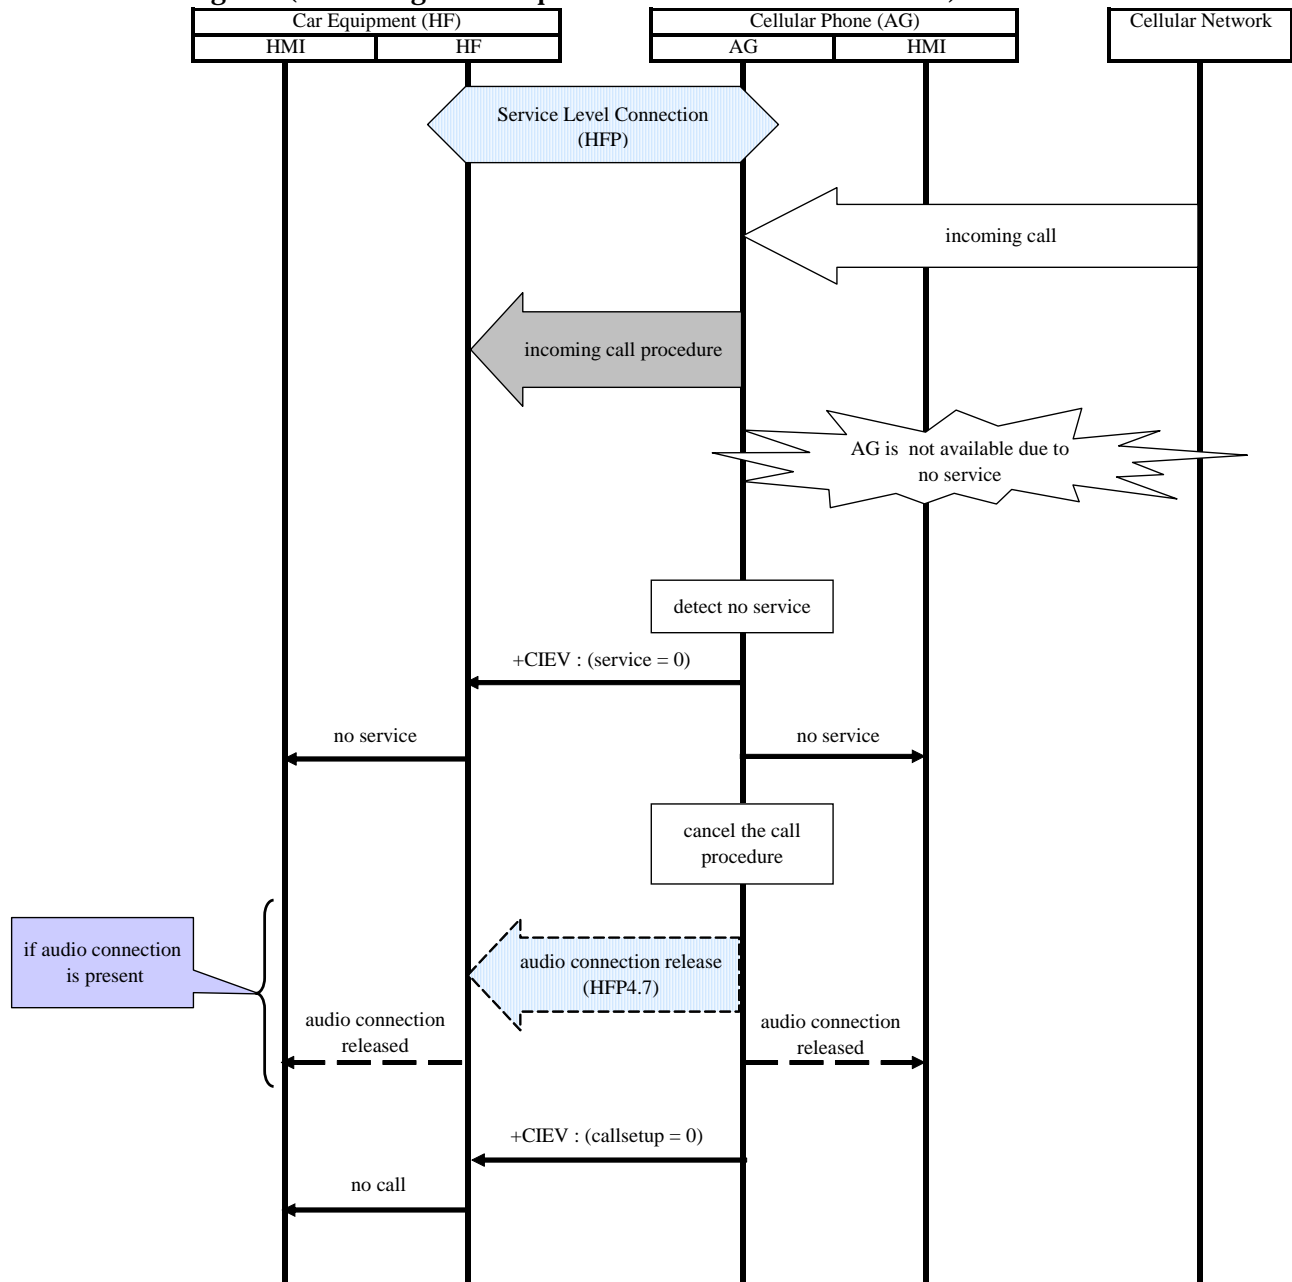 Car Equipment (HF)
Cellular Phone (AG)
Cellular Network
HMI
HF
AG
HMI
Service Level Connection
(HFP)
incoming call
incoming call procedure
AG is  not available due to
no service
detect no service
+CIEV : (service = 0)
no service
no service
cancel the call
procedure
if audio connection
is present
audio connection release
(HFP4.7)
audio connection
released
audio connection
released
+CIEV : (callsetup = 0)
no call